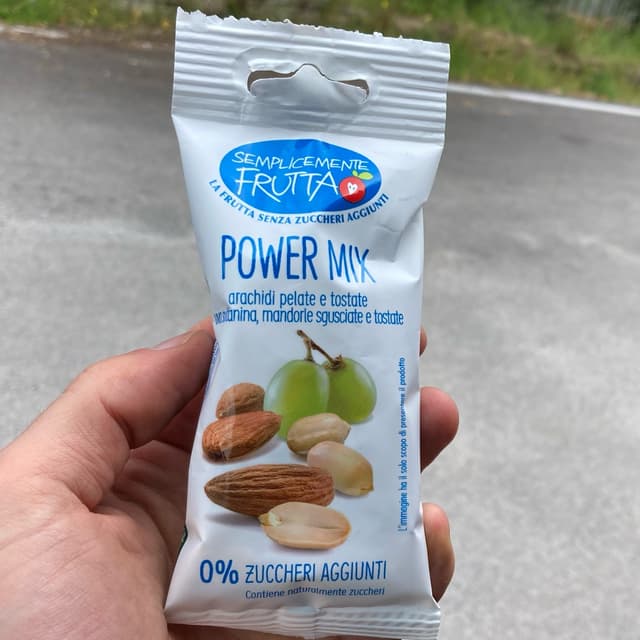 SEMPLICEMENTE
FRUTTA
LA FRUTTA SENZA ZUCCHERI AGGIUNTI
POWER MIX
arachidi pelate e tostate
mandorle sgusciate e tostate
0% ZUCCHERI AGGIUNTI
Contiene naturalmente zuccheri
L'immagine ha il solo scopo di presentare il prodotto